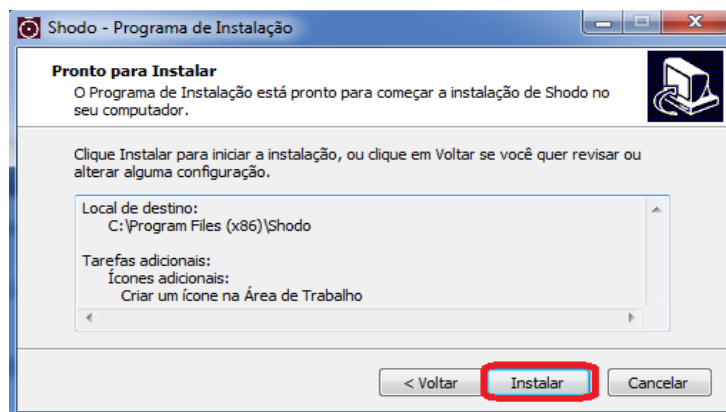 Shodo - Programa de Instalação
Pronto para Instalar
O Programa de Instalação está pronto para começar a instalação de Shodo no
seu computador.
Clique Instalar para iniciar a instalação, ou clique em Voltar se você quer revisar ou
alterar alguma configuração.
Local de destino:
C:\Program Files (x86)\Shodo
Tarefas adicionais:
Ícones adicionais:
Criar um ícone na Área de Trabalho
< Voltar
Instalar
Cancelar